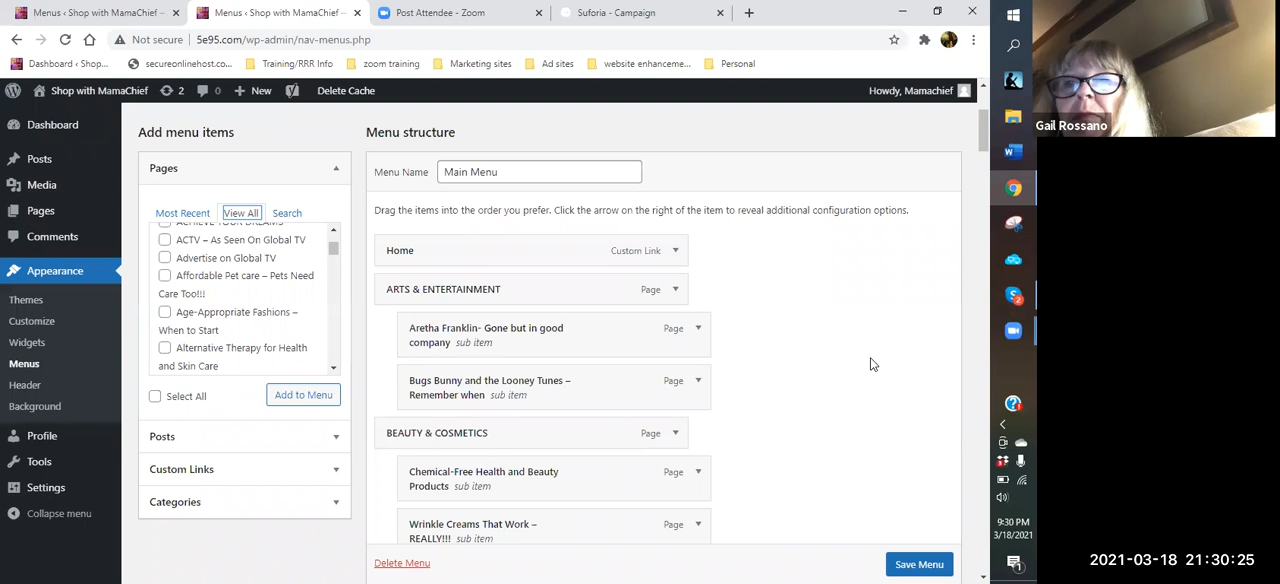 Menus ‹ Shop with MamaChief —
Menus ‹ Shop with MamaChief —
Post Attendee - Zoom
Suforia - Campaign
Not secure | 5e95.com/wp-admin/nav-menus.php
Dashboard ‹ Shop...
secureonlinehost.co...
Training/RRR Info
zoom training
Marketing sites
Ad sites
website enhanceme...
Personal
Shop with MamaChief
2
0
New
Delete Cache
Howdy, Mamachief
Dashboard
Posts
Media
Pages
Comments
Appearance
Themes
Customize
Widgets
Menus
Header
Background
Profile
Tools
Settings
Collapse menu
Add menu items
Pages
Most Recent
View All
Search
ACHIEVE YOUR DREAMS
ACTV – As Seen On Global TV
Advertise on Global TV
Affordable Pet care – Pets Need
Care Too!!!
Age-Appropriate Fashions –
When to Start
Alternative Therapy for Health
and Skin Care
Select All
Add to Menu
Posts
Custom Links
Categories
Menu structure
Menu Name
Main Menu
Drag the items into the order you prefer. Click the arrow on the right of the item to reveal additional configuration options.
Home
Custom Link
ARTS & ENTERTAINMENT
Page
Aretha Franklin- Gone but in good
company sub item
Page
Bugs Bunny and the Looney Tunes –
Remember when sub item
Page
BEAUTY & COSMETICS
Page
Chemical-Free Health and Beauty
Products sub item
Page
Wrinkle Creams That Work –
REALLY!!! sub item
Page
Delete Menu
Save Menu
Gail Rossano
9:30 PM
3/18/2021
2021-03-18 21:30:25